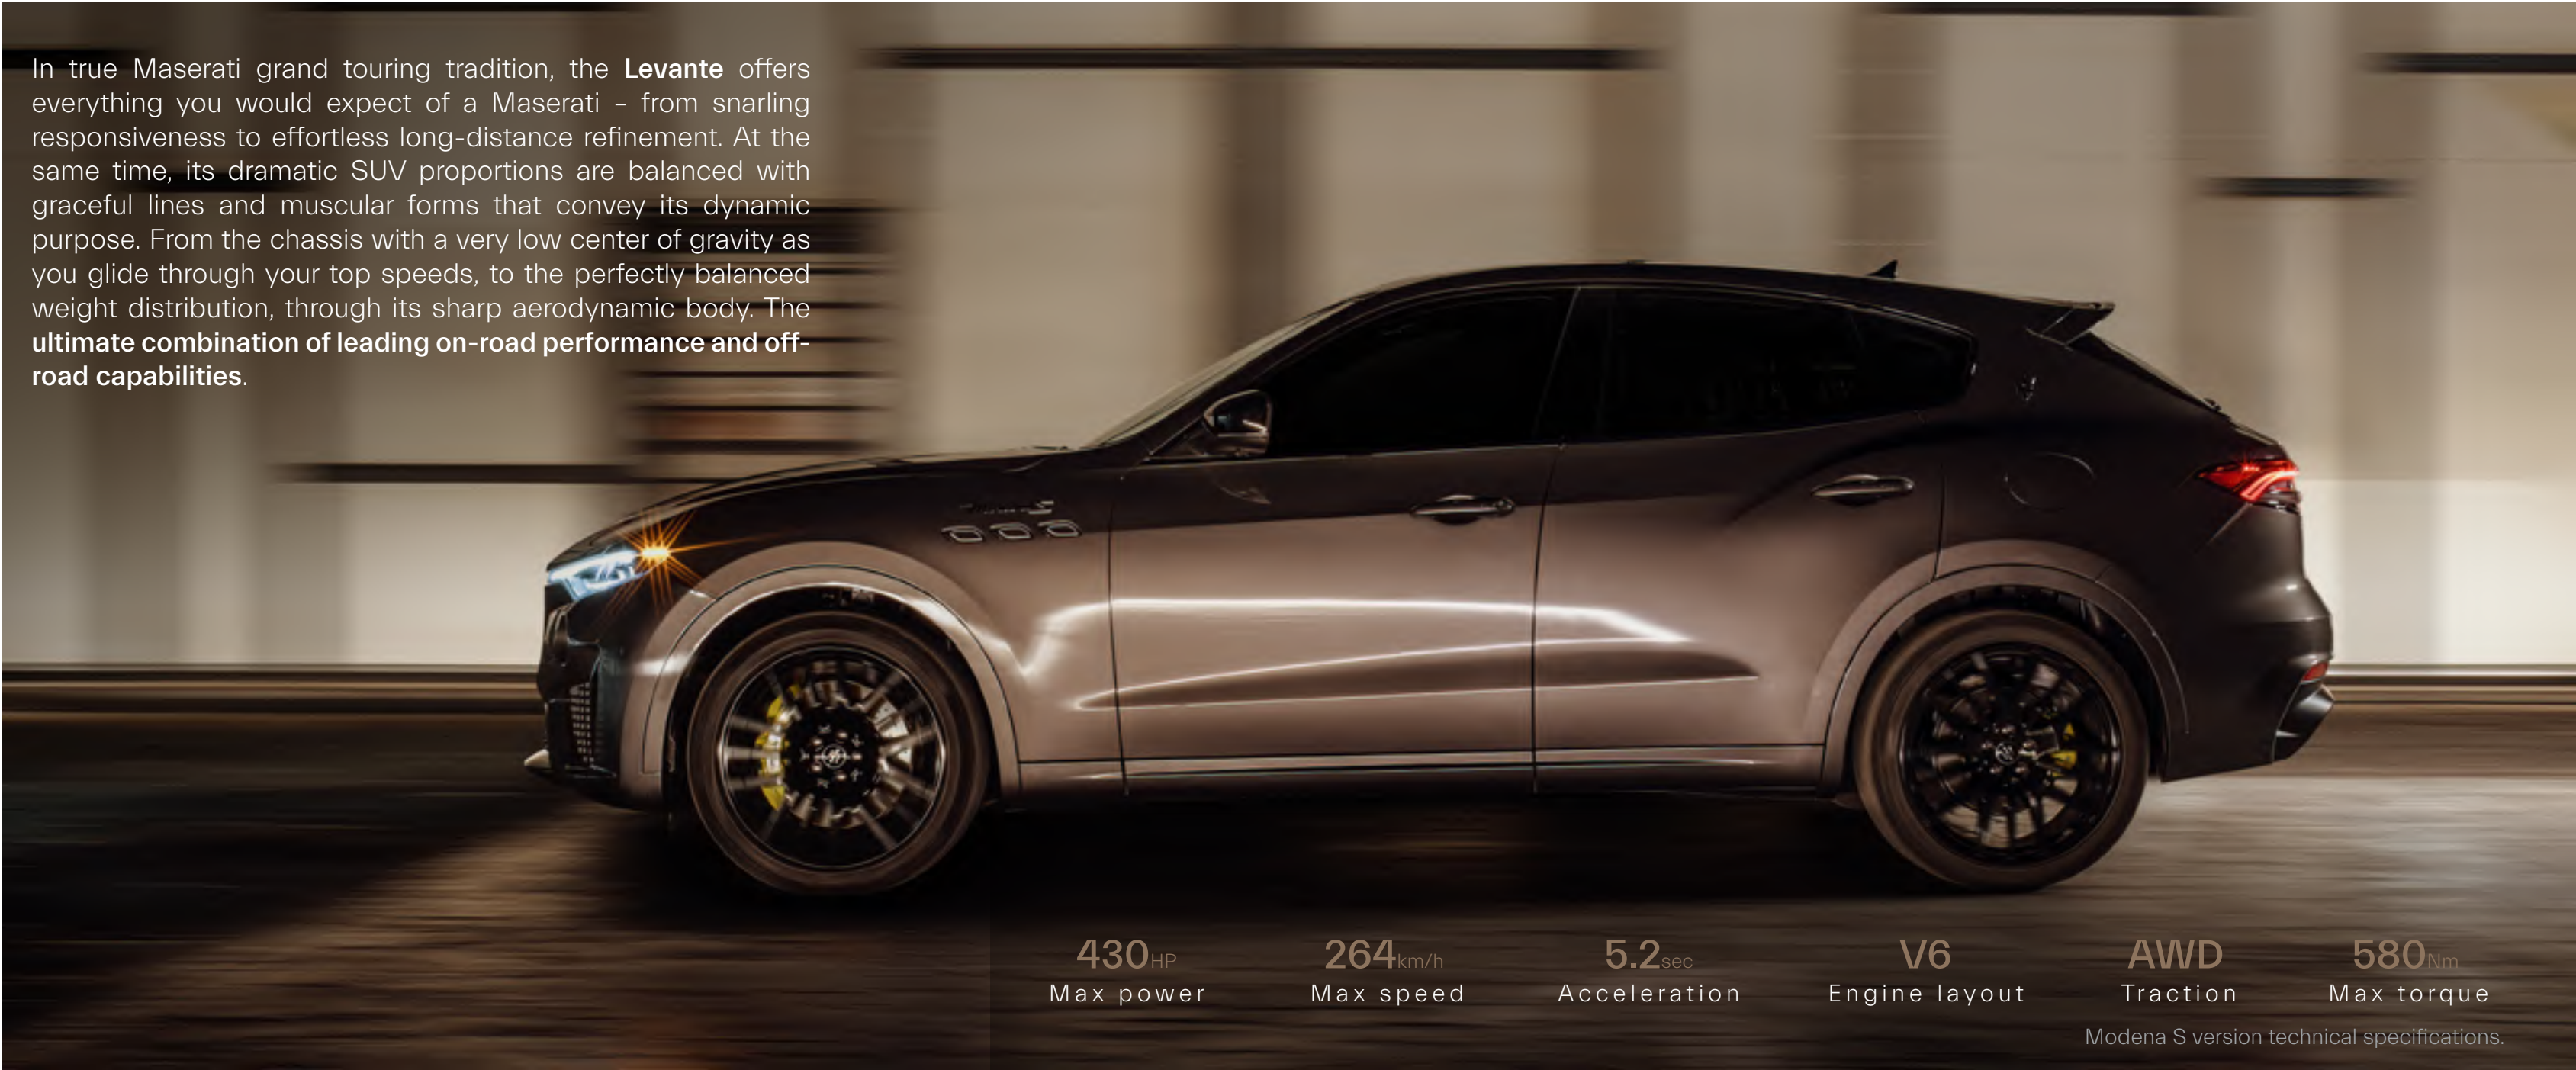 In true Maserati grand touring tradition, the Levante offers
everything you would expect of a Maserati – from snarling
responsiveness to effortless long-distance refinement. At the
same time, its dramatic SUV proportions are balanced with
graceful lines and muscular forms that convey its dynamic
purpose. From the chassis with a very low center of gravity as
you glide through your top speeds, to the perfectly balanced
weight distribution, through its sharp aerodynamic body. The
ultimate combination of leading on-road performance and off-
road capabilities.
430HP 264km/h 5.2sec V6 AWD 580Nm
Max power Max speed Acceleration Engine layout Traction Max torque
Modena S version technical specifications.